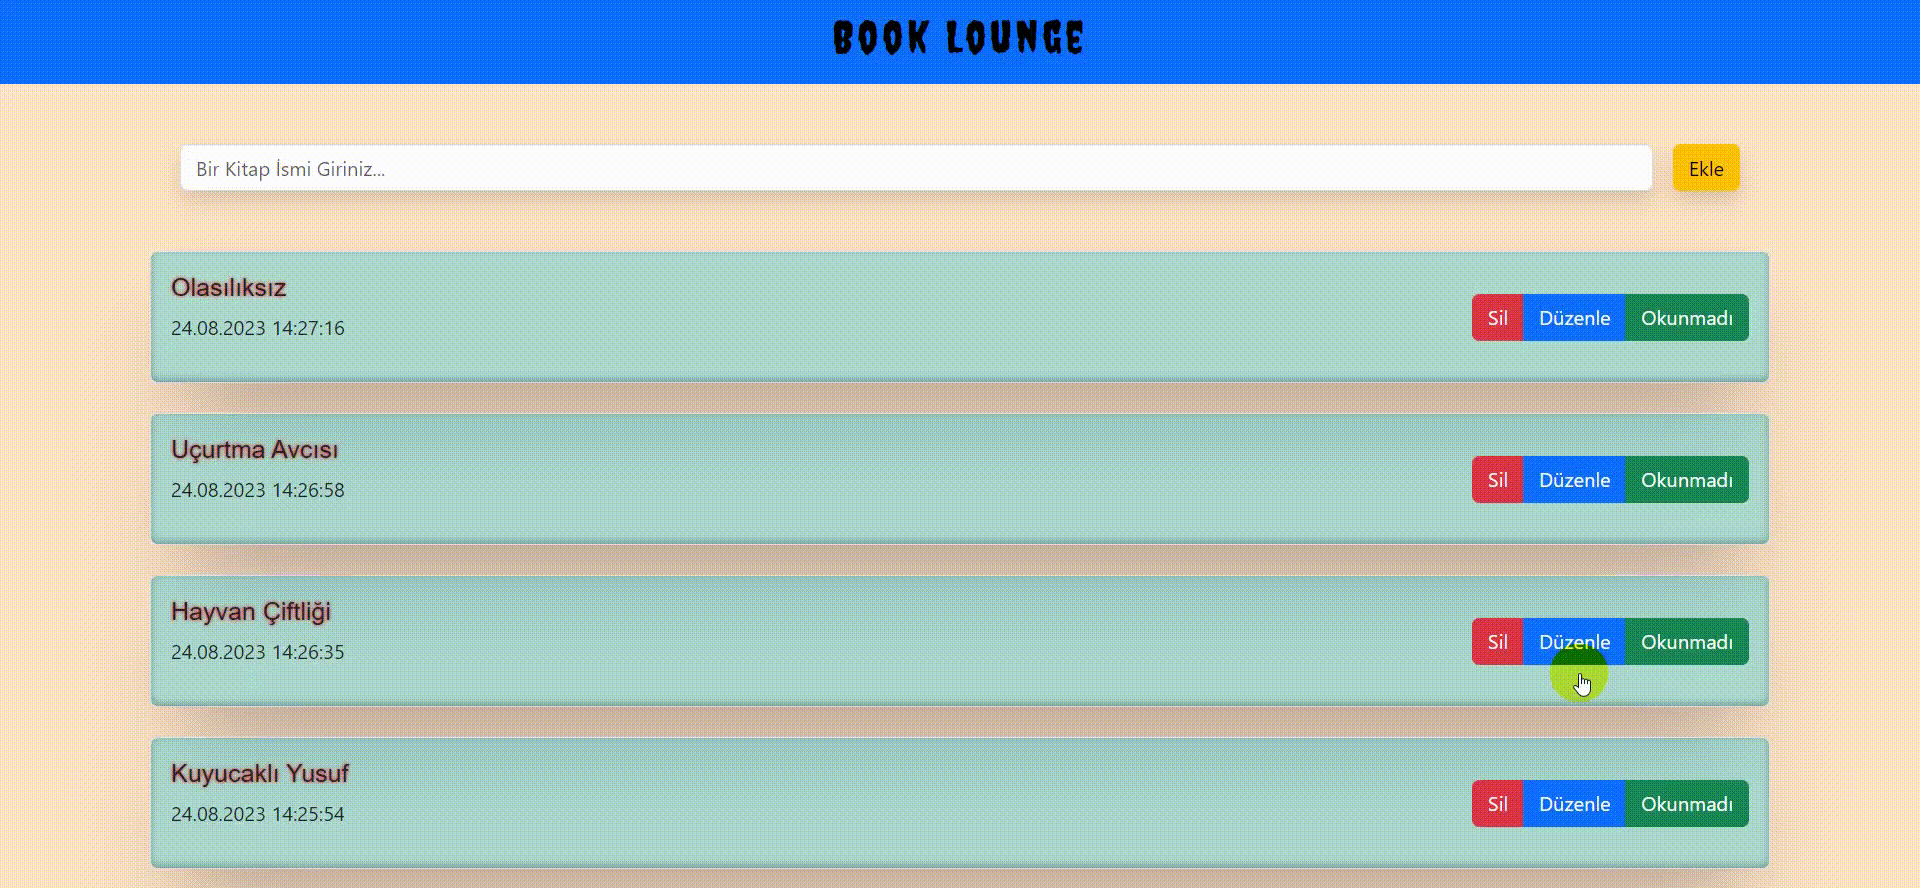 BOOK LOUNGE
Bir Kitap İsmi Giriniz...
Ekle
Olasılıksız
24.08.2023 14:27:16
Sil Düzenle Okunmadı
Uçurtma Avcısı
24.08.2023 14:26:58
Sil Düzenle Okunmadı
Hayvan Çiftliği
24.08.2023 14:26:35
Sil Düzenle Okunmadı
Kuyucaklı Yusuf
24.08.2023 14:25:54
Sil Düzenle Okunmadı